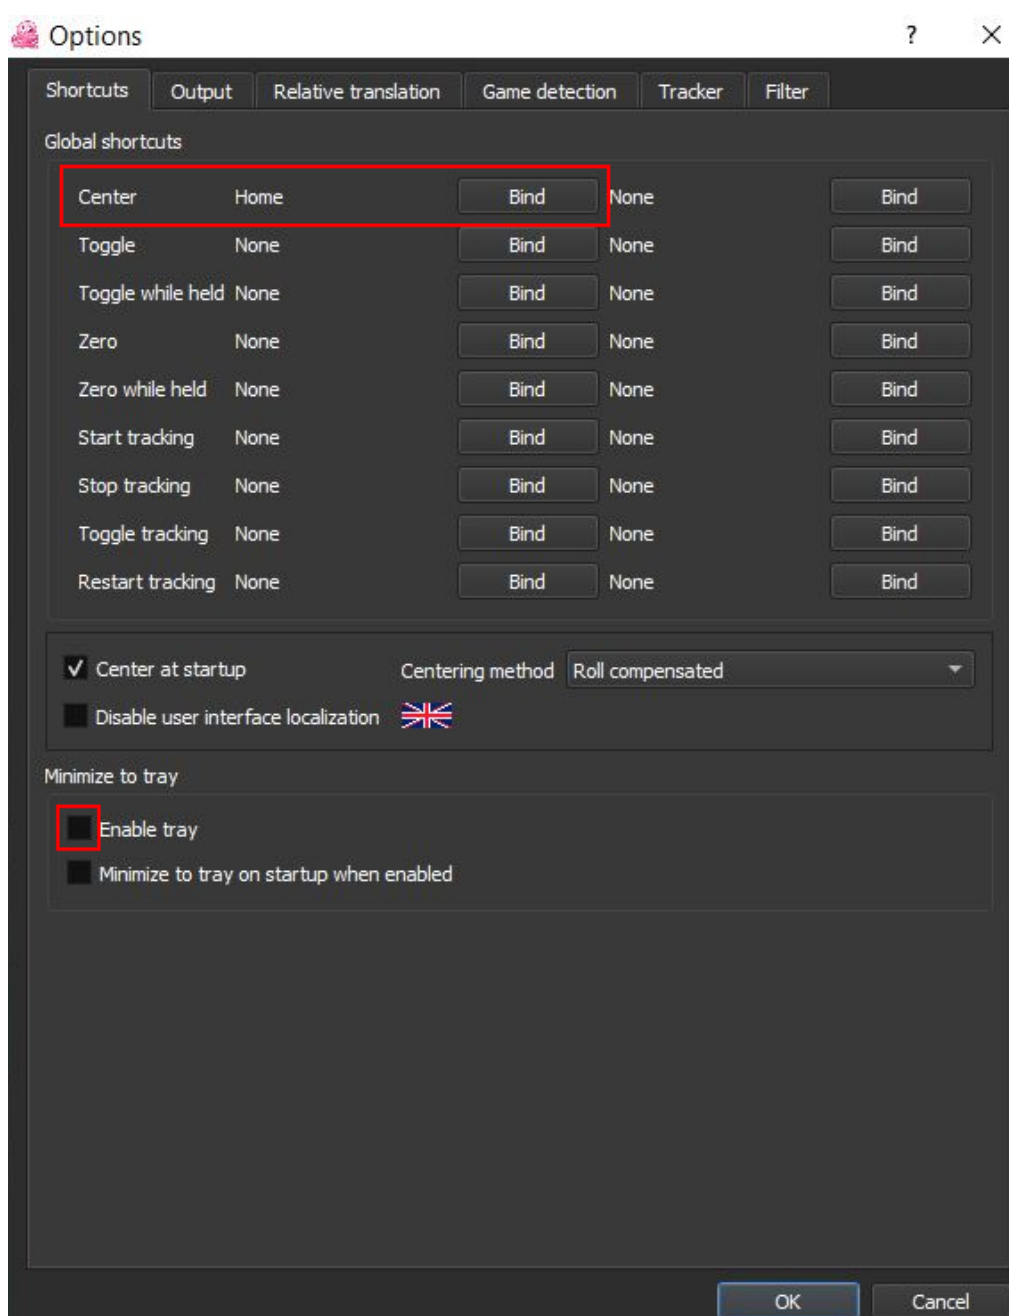 Options ? ×
Shortcuts Output Relative translation Game detection Tracker Filter
Global shortcuts
Center Home Bind None Bind
Toggle None Bind None Bind
Toggle while held None Bind None Bind
Zero None Bind None Bind
Zero while held None Bind None Bind
Start tracking None Bind None Bind
Stop tracking None Bind None Bind
Toggle tracking None Bind None Bind
Restart tracking None Bind None Bind
Center at startup Centering method Roll compensated
Disable user interface localization
Minimize to tray
Enable tray
Minimize to tray on startup when enabled
OK Cancel